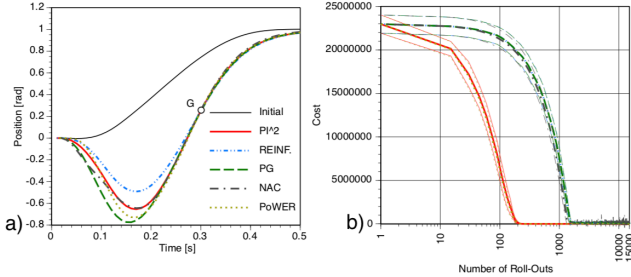 a)
Position [rad]
1.2
1
0.8
0.6
0.4
0.2
0
-0.2
-0.4
-0.6
-0.8
0
0.1
0.2
0.3
0.4
0.5
Time [s]
G
Initial
PI^2
REINF.
PG
NAC
PoWER
b)
Cost
25000000
20000000
15000000
10000000
5000000
0
1
10
100
1000
10000
15000
Number of Roll-Outs